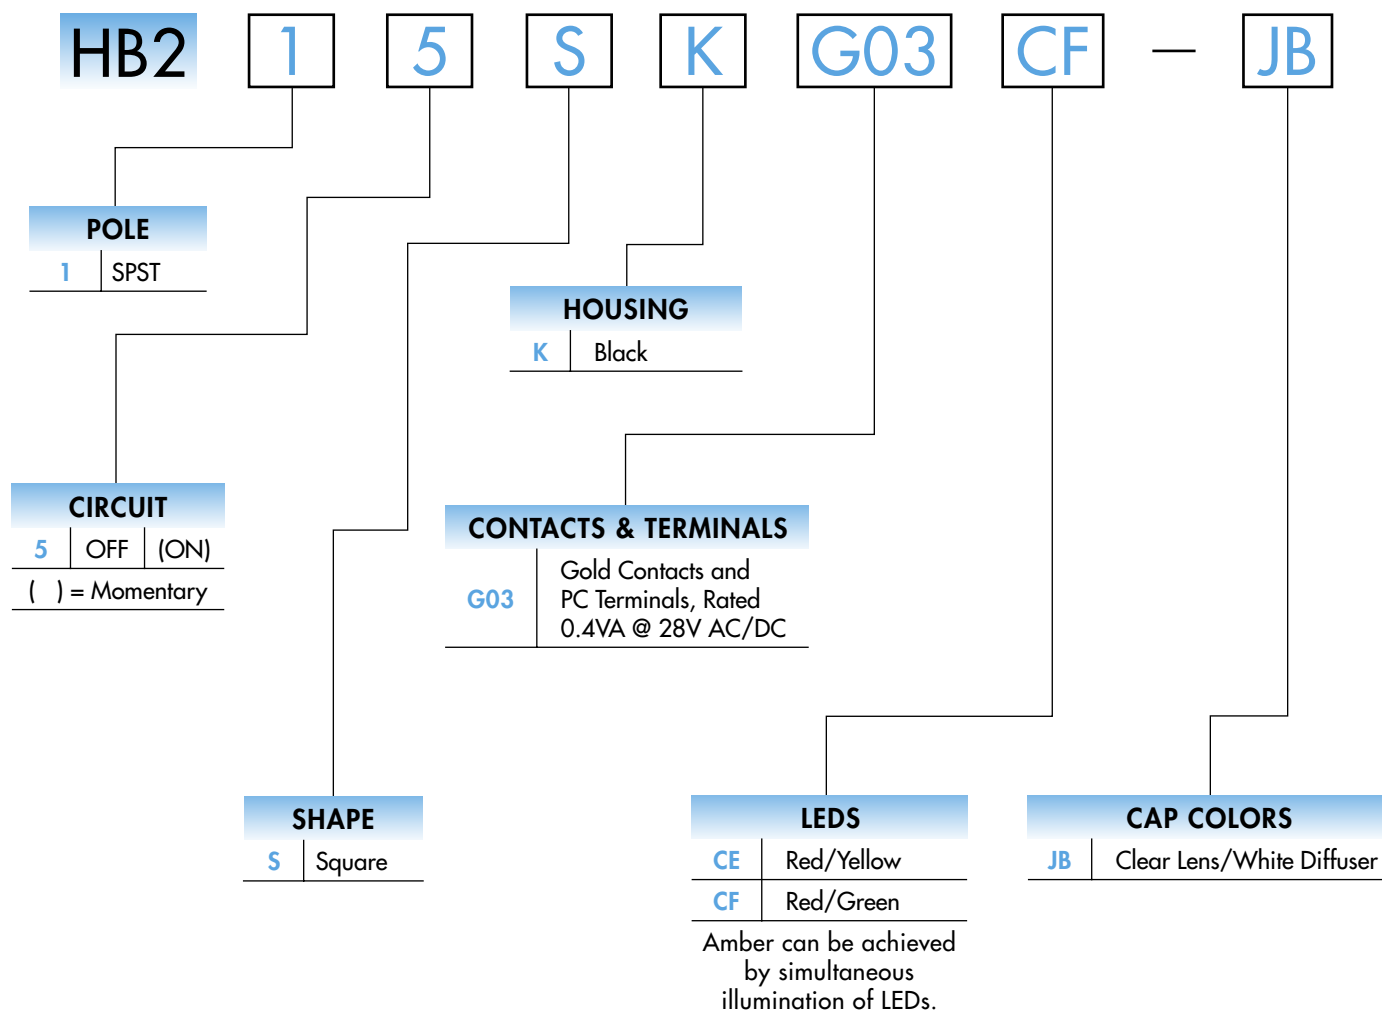 HB2 1 5 S K G03 CF — JB
POLE
1 SPST
HOUSING
K Black
CIRCUIT
5 OFF (ON)
( ) = Momentary
CONTACTS & TERMINALS
G03
Gold Contacts and
PC Terminals, Rated
0.4VA @ 28V AC/DC
SHAPE
S Square
LEDS
CE Red/Yellow
CF Red/Green
Amber can be achieved
by simultaneous
illumination of LEDs.
CAP COLORS
JB Clear Lens/White Diffuser